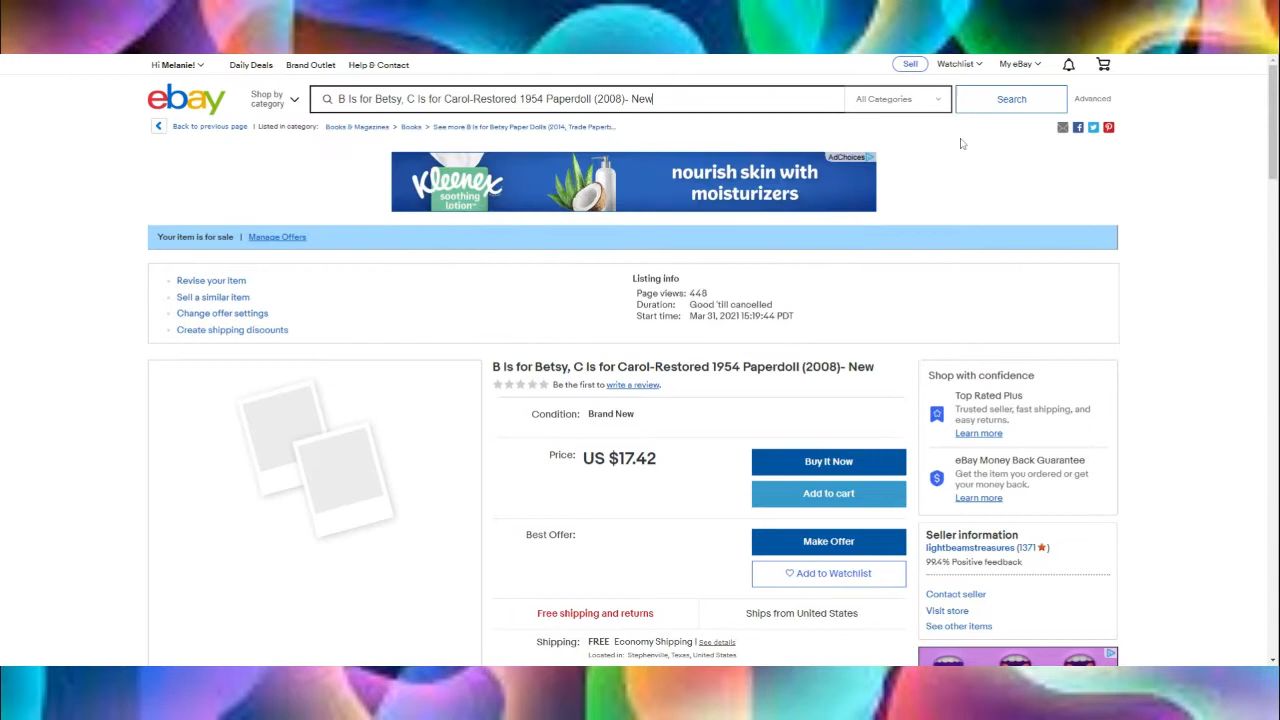 Hi Melanie!
Daily Deals
Brand Outlet
Help & Contact
Sell
Watchlist
My eBay
ebay
Shop by
category
B Is for Betsy, C Is for Carol-Restored 1954 Paperdoll (2008)- New
All Categories
Search
Advanced
Back to previous page | Listed in category:
Books & Magazines > Books > See more B Is for Betsy Paper Dolls (2014, Trade Paperb...
AdChoices
Kleenex
soothing
lotion™
nourish skin with
moisturizers
Your item is for sale | Manage Offers
Revise your item
Sell a similar item
Change offer settings
Create shipping discounts
Listing info
Page views: 448
Duration: Good 'till cancelled
Start time: Mar 31, 2021 15:19:44 PDT
B Is for Betsy, C Is for Carol-Restored 1954 Paperdoll (2008)- New
Be the first to write a review.
Condition: Brand New
Price: US $17.42
Buy It Now
Add to cart
Best Offer:
Make Offer
Add to Watchlist
Free shipping and returns
Ships from United States
Shipping: FREE Economy Shipping | See details
Located in: Stephenville, Texas, United States
Shop with confidence
Top Rated Plus
Trusted seller, fast shipping, and
easy returns.
Learn more
eBay Money Back Guarantee
Get the item you ordered or get
your money back.
Learn more
Seller information
lightbeamstreasures (1371 ★)
99.4% Positive feedback
Contact seller
Visit store
See other items